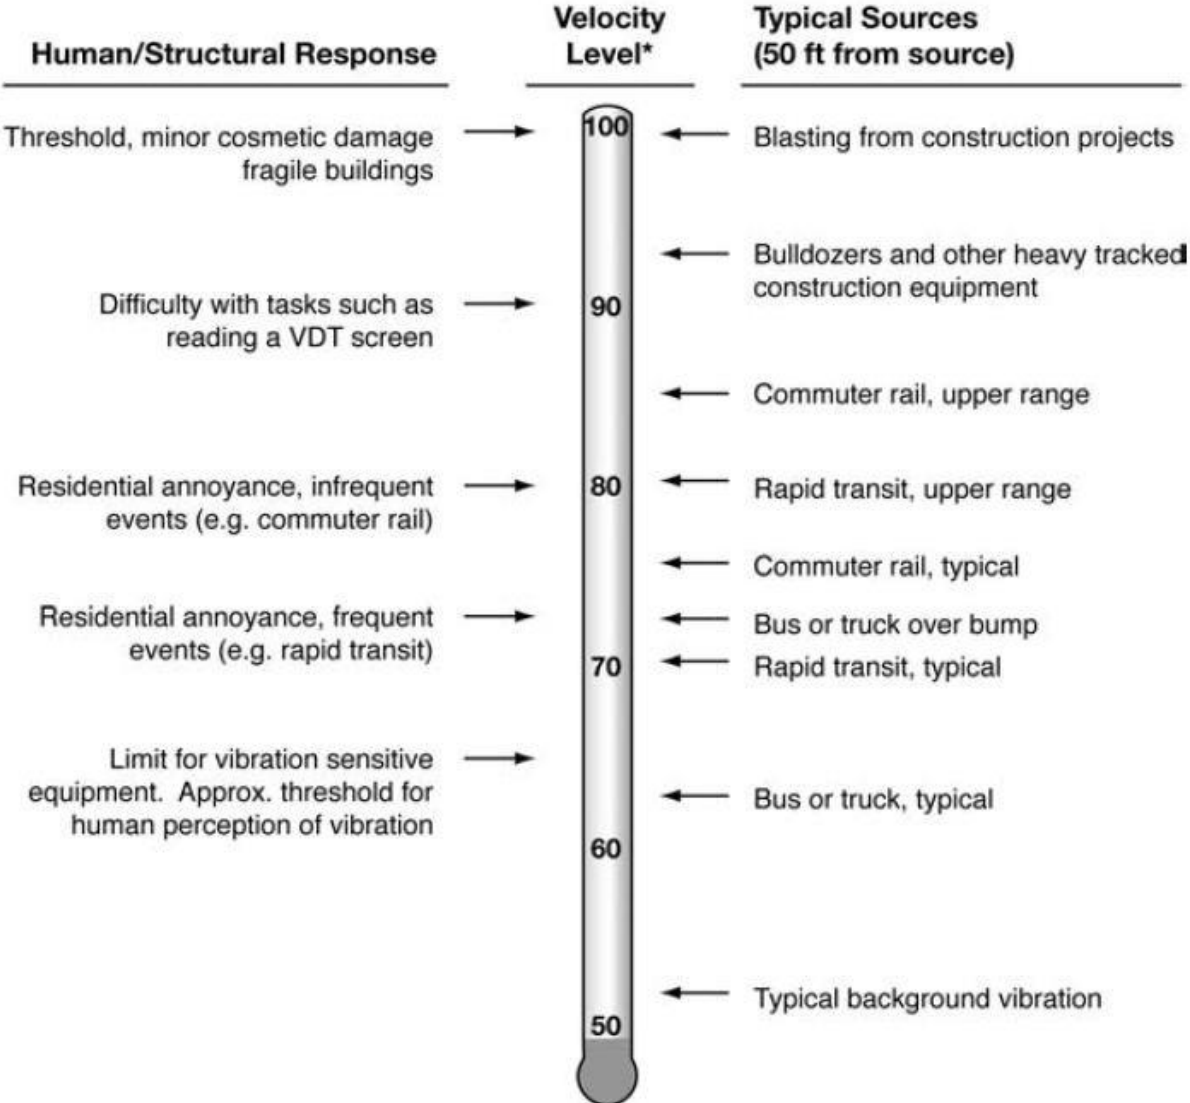 Human/Structural Response
Velocity
Level*
Typical Sources
(50 ft from source)
Threshold, minor cosmetic damage
fragile buildings
100
Blasting from construction projects
Bulldozers and other heavy tracked
construction equipment
Difficulty with tasks such as
reading a VDT screen
90
Commuter rail, upper range
Residential annoyance, infrequent
events (e.g. commuter rail)
80
Rapid transit, upper range
Commuter rail, typical
Residential annoyance, frequent
events (e.g. rapid transit)
Bus or truck over bump
70
Rapid transit, typical
Limit for vibration sensitive
equipment. Approx. threshold for
human perception of vibration
Bus or truck, typical
60
Typical background vibration
50